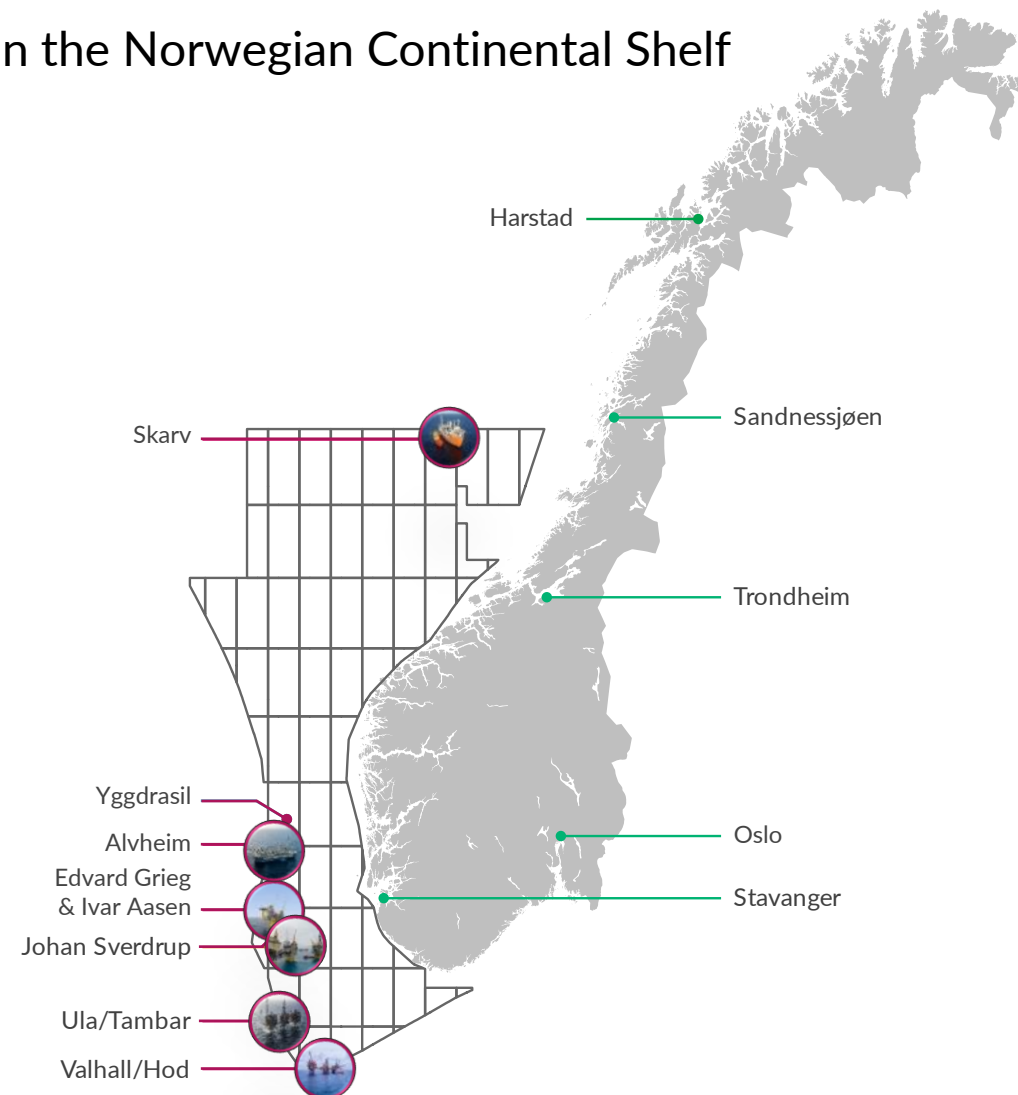 n the Norwegian Continental Shelf
Harstad
Sandnessjøen
Skarv
Trondheim
Yggdrasil
Alvheim
Oslo
Edvard Grieg
& Ivar Aasen
Stavanger
Johan Sverdrup
Ula/Tambar
Valhall/Hod